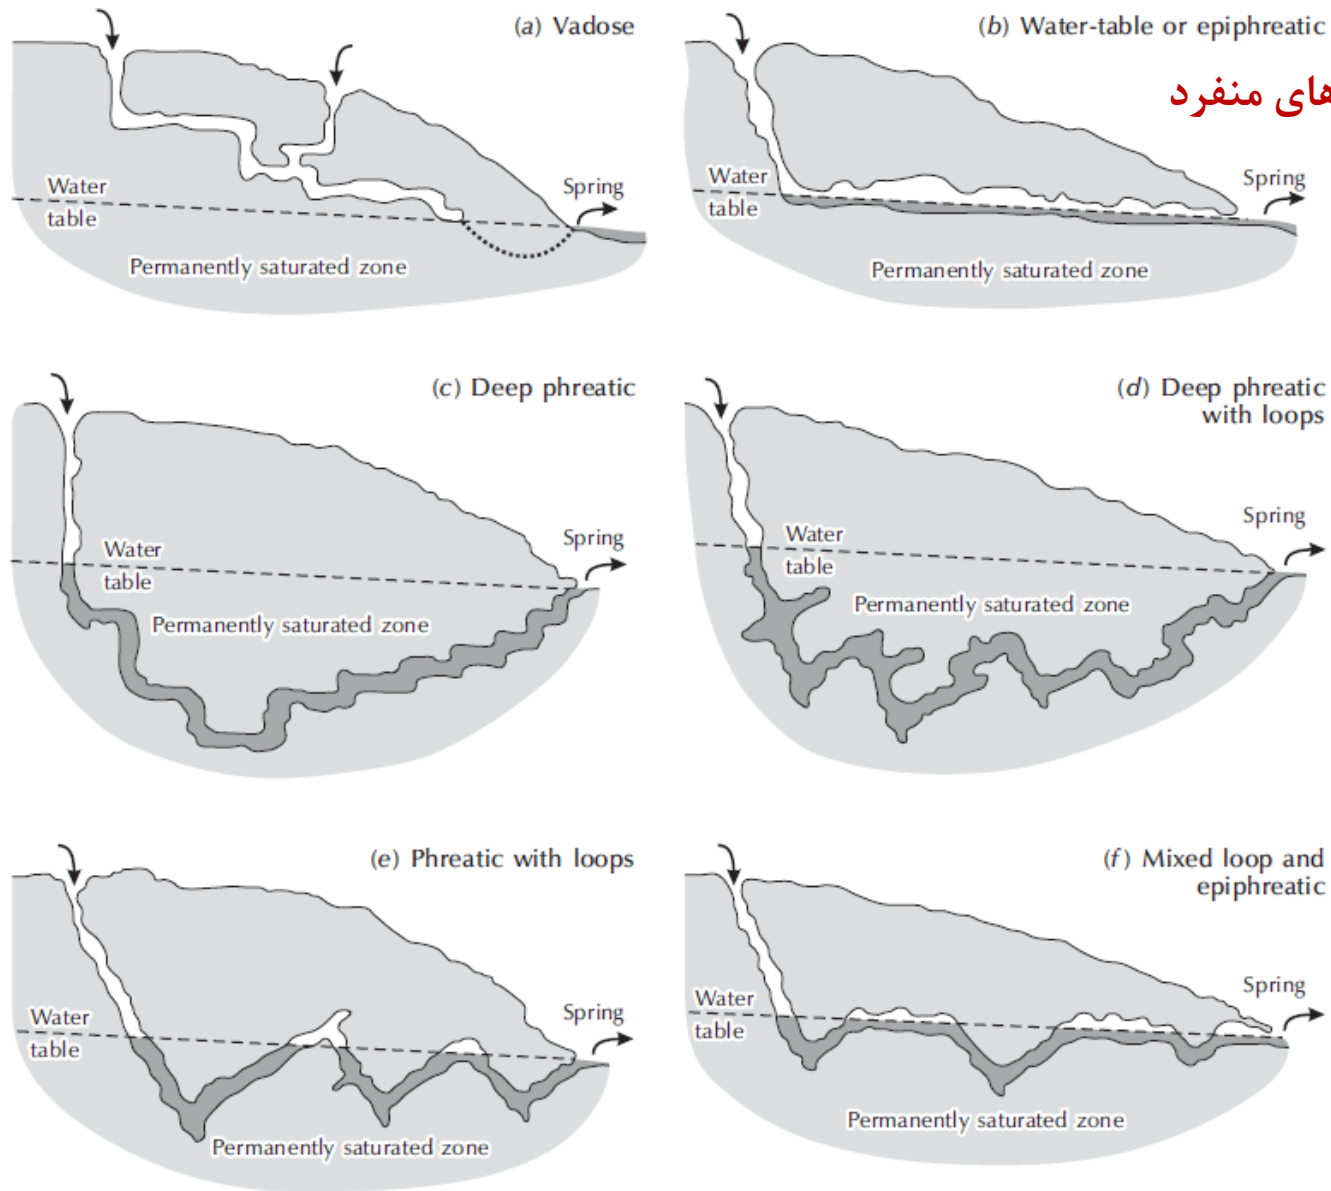 (a) Vadose
Water
table
Spring
Permanently saturated zone
(b) Water-table or epiphreatic
های منفرد
Water
table
Spring
Permanently saturated zone
(c) Deep phreatic
Water
table
Spring
Permanently saturated zone
(d) Deep phreatic
with loops
Water
table
Spring
Permanently saturated zone
(e) Phreatic with loops
Water
table
Spring
Permanently saturated zone
(f) Mixed loop and
epiphreatic
Water
table
Spring
Permanently saturated zone